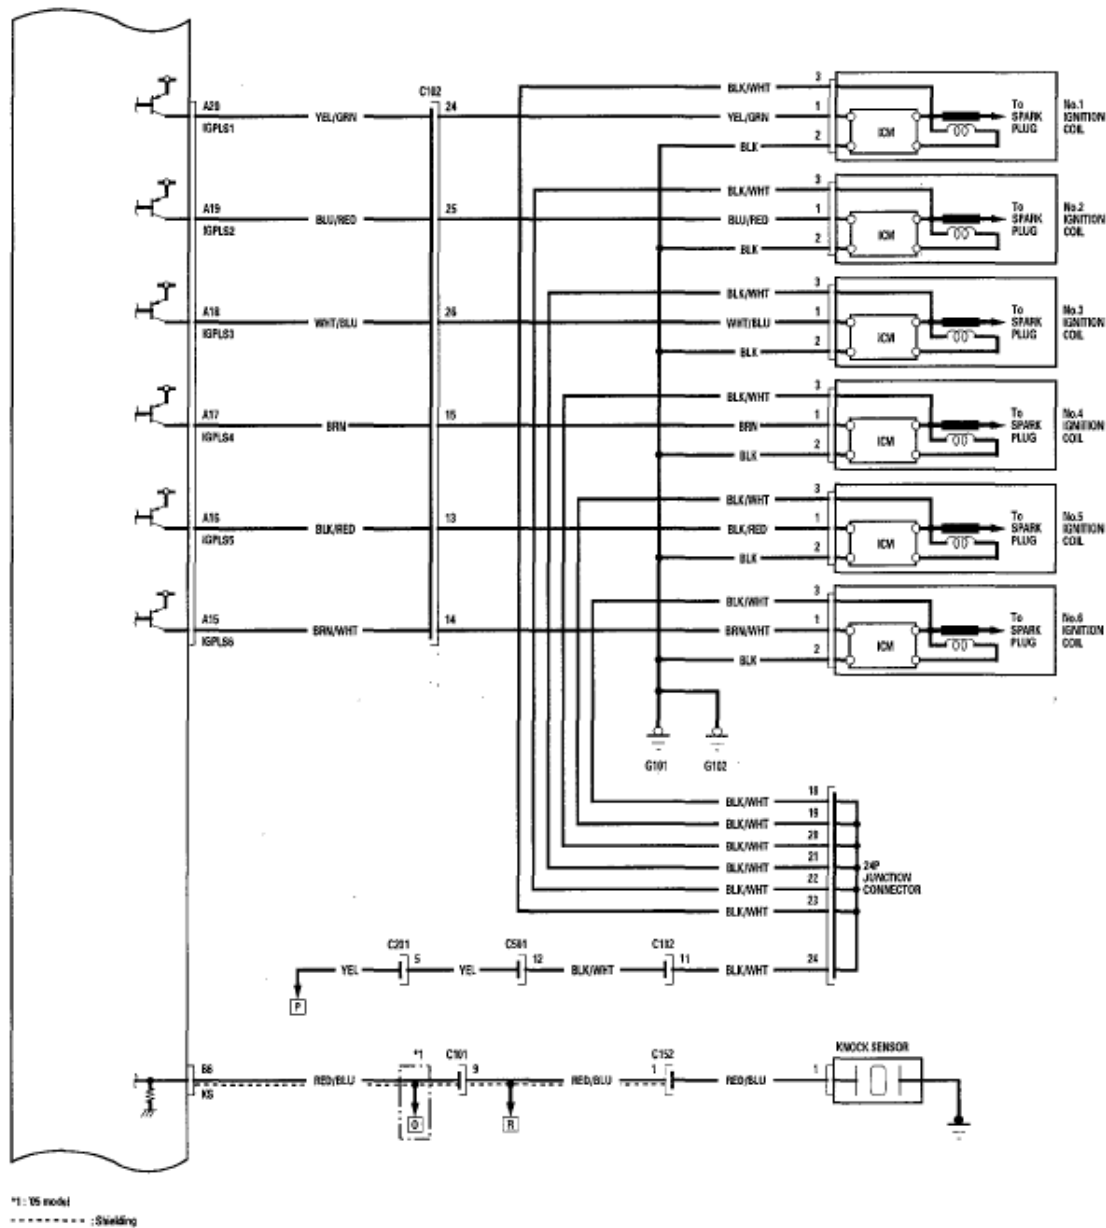 C102
3
BLK/WHT
A20
24
YEL/GRN
YEL/GRN
1
ICM
To SPARK PLUG
No.1 IGNITION COIL
IGPLS1
2
BLK
3
BLK/WHT
A19
25
BLU/RED
BLU/RED
1
ICM
To SPARK PLUG
No.2 IGNITION COIL
IGPLS2
2
BLK
3
BLK/WHT
A18
26
WHT/BLU
WHT/BLU
1
ICM
To SPARK PLUG
No.3 IGNITION COIL
IGPLS3
2
BLK
3
BLK/WHT
A17
15
BRN
BRN
1
ICM
To SPARK PLUG
No.4 IGNITION COIL
IGPLS4
2
BLK
3
BLK/WHT
A16
13
BLK/RED
BLK/RED
1
ICM
To SPARK PLUG
No.5 IGNITION COIL
IGPLS5
2
BLK
3
BLK/WHT
A15
14
BRN/WHT
BRN/WHT
1
ICM
To SPARK PLUG
No.6 IGNITION COIL
IGPLS6
2
BLK
G101
G102
BLK/WHT 18
BLK/WHT 19
BLK/WHT 20
BLK/WHT 21
BLK/WHT 22
BLK/WHT 23
24P
JUNCTION
CONNECTOR
C201
C501
C102
YEL
5
YEL
12
BLK/WHT
11
BLK/WHT
24
P
KNOCK SENSOR
*1
C101
C152
B6
RED/BLU
9
RED/BLU
1
RED/BLU
1
KS
O
R
*1 : '05 model
: Shielding